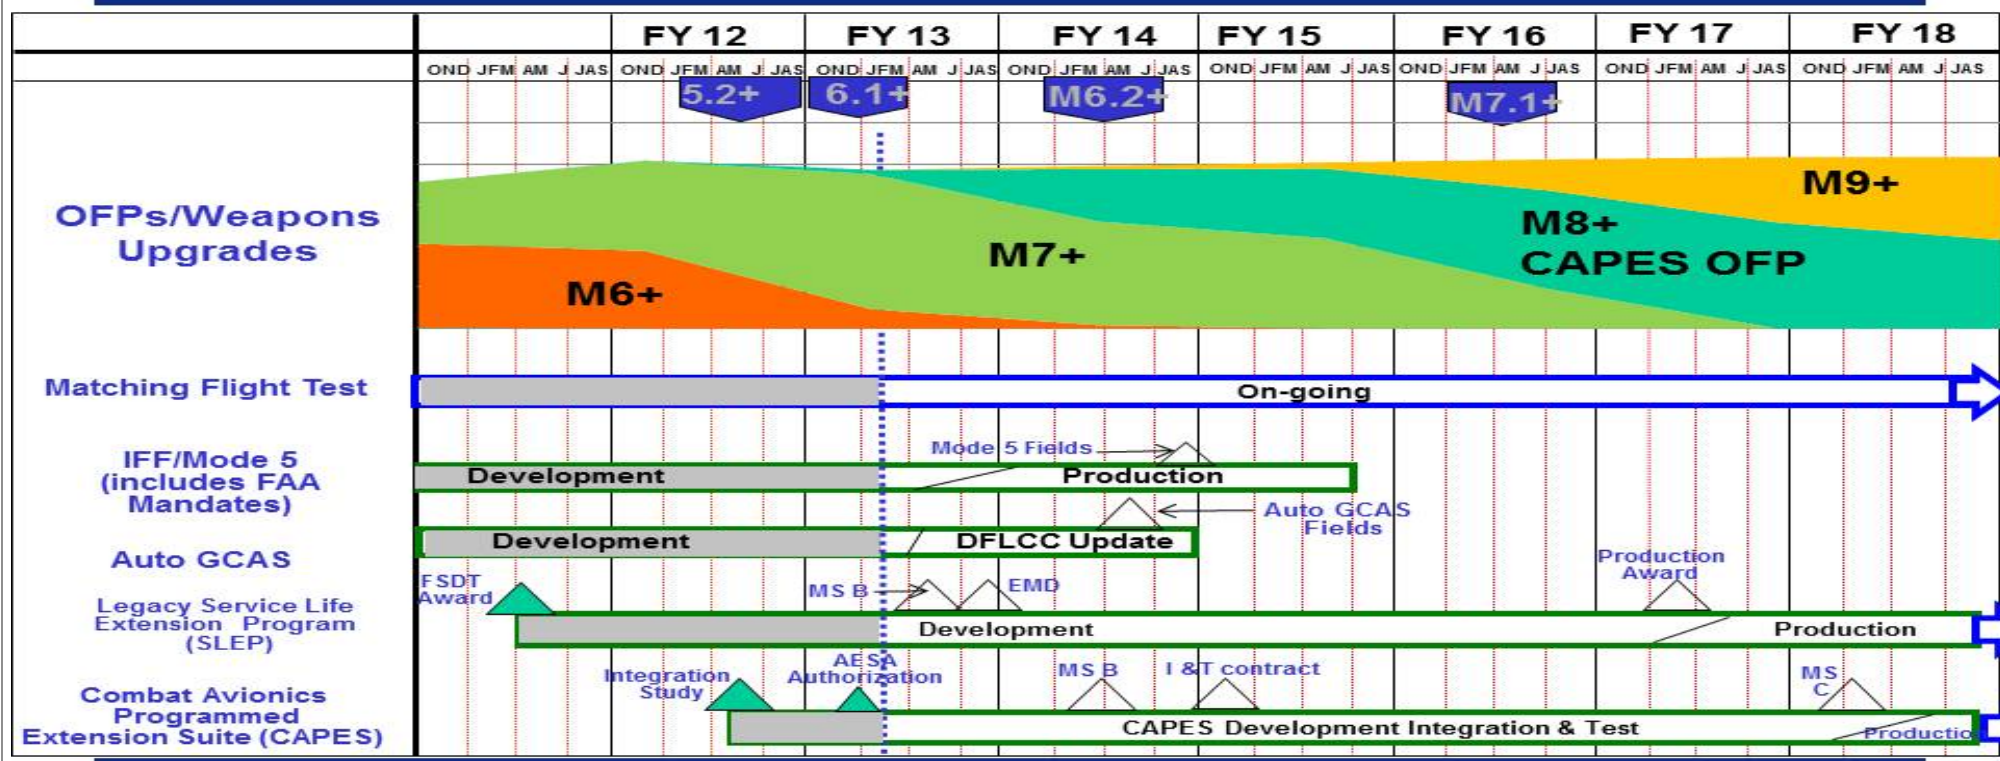 FY 12 FY 13 FY 14 FY 15 FY 16 FY 17 FY 18
OND JFM AM J JAS OND JFM AM J JAS OND JFM AM J JAS OND JFM AM J JAS OND JFM AM J JAS OND JFM AM J JAS OND JFM AM J JAS OND JFM AM J JAS
5.2+ 6.1+ M6.2+ M7.1+
OFPs/Weapons
Upgrades
M6+
M7+
M8+
CAPES OFP
M9+
Matching Flight Test
On-going
IFF/Mode 5
(includes FAA
Mandates)
Mode 5 Fields
Development
Production
Auto GCAS
Auto GCAS
Fields
Development
DFLCC Update
Legacy Service Life
Extension Program
(SLEP)
FSDT
Award
MS B
EMD
Production
Award
Development
Production
Combat Avionics
Programmed
Extension Suite (CAPES)
Integration
Study
AESA
Authorization
MS B
I &T contract
MS
C
CAPES Development Integration & Test
Productio